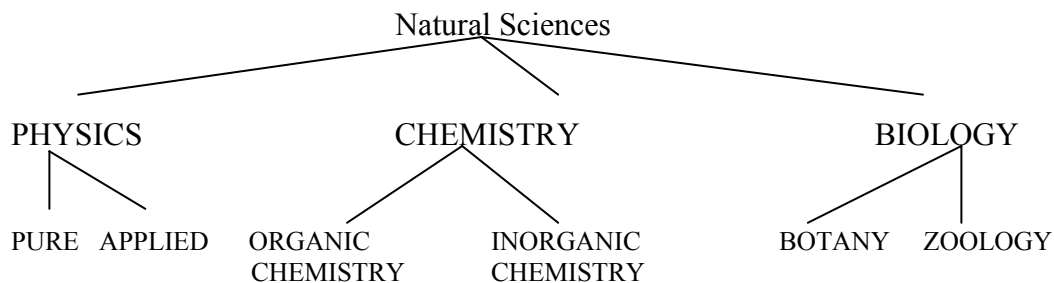 Natural Sciences
PHYSICS CHEMISTRY BIOLOGY
PURE APPLIED ORGANIC CHEMISTRY INORGANIC CHEMISTRY BOTANY ZOOLOGY